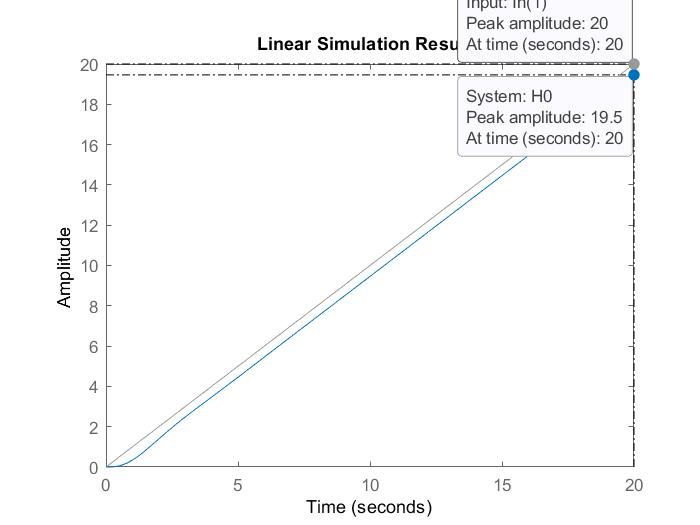 Input: In(1)
Peak amplitude: 20
At time (seconds): 20
Linear Simulation Resu
System: H0
Peak amplitude: 19.5
At time (seconds): 20
20
18
16
14
12
10
8
6
4
2
0
Amplitude
0 5 10 15 20
Time (seconds)